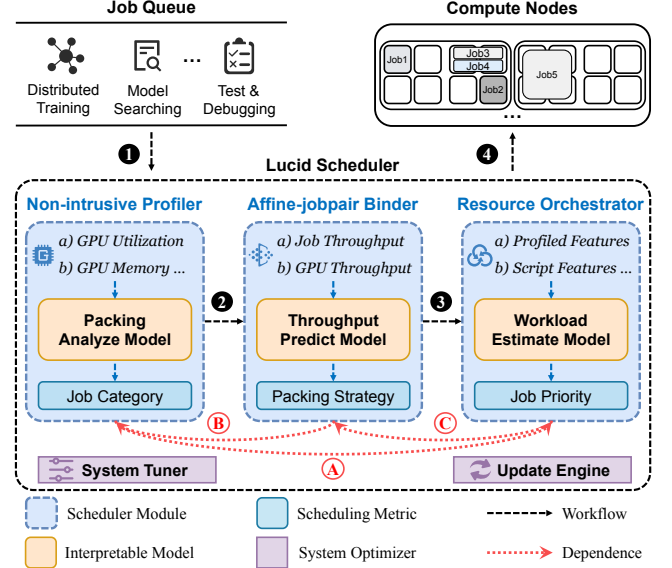 Job Queue
Compute Nodes
Distributed
Training
Model
Searching
...
Test &
Debugging
Job1
Job3
Job4
Job2
Job5
...
1
4
Lucid Scheduler
Non-intrusive Profiler
Affine-jobpair Binder
Resource Orchestrator
a) GPU Utilization
b) GPU Memory ...
a) Job Throughput
b) GPU Throughput
a) Profiled Features
b) Script Features ...
Packing
Analyze Model
2
Throughput
Predict Model
3
Workload
Estimate Model
Job Category
Packing Strategy
Job Priority
B
C
A
System Tuner
Update Engine
Scheduler Module
Scheduling Metric
Workflow
Interpretable Model
System Optimizer
Dependence